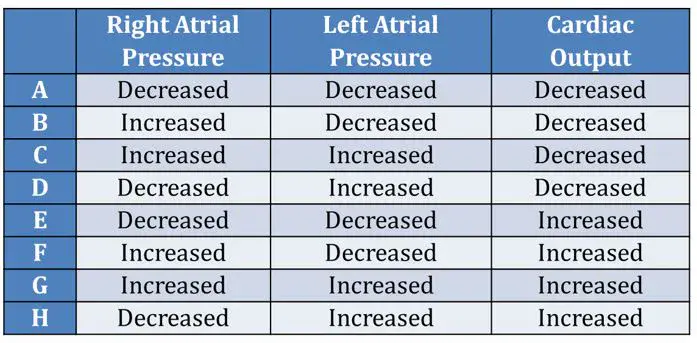 Right Atrial Left Atrial Cardiac
Pressure Pressure Output
A Decreased Decreased Decreased
B Increased Decreased Decreased
C Increased Increased Decreased
D Decreased Increased Decreased
E Decreased Decreased Increased
F Increased Decreased Increased
G Increased Increased Increased
H Decreased Increased Increased